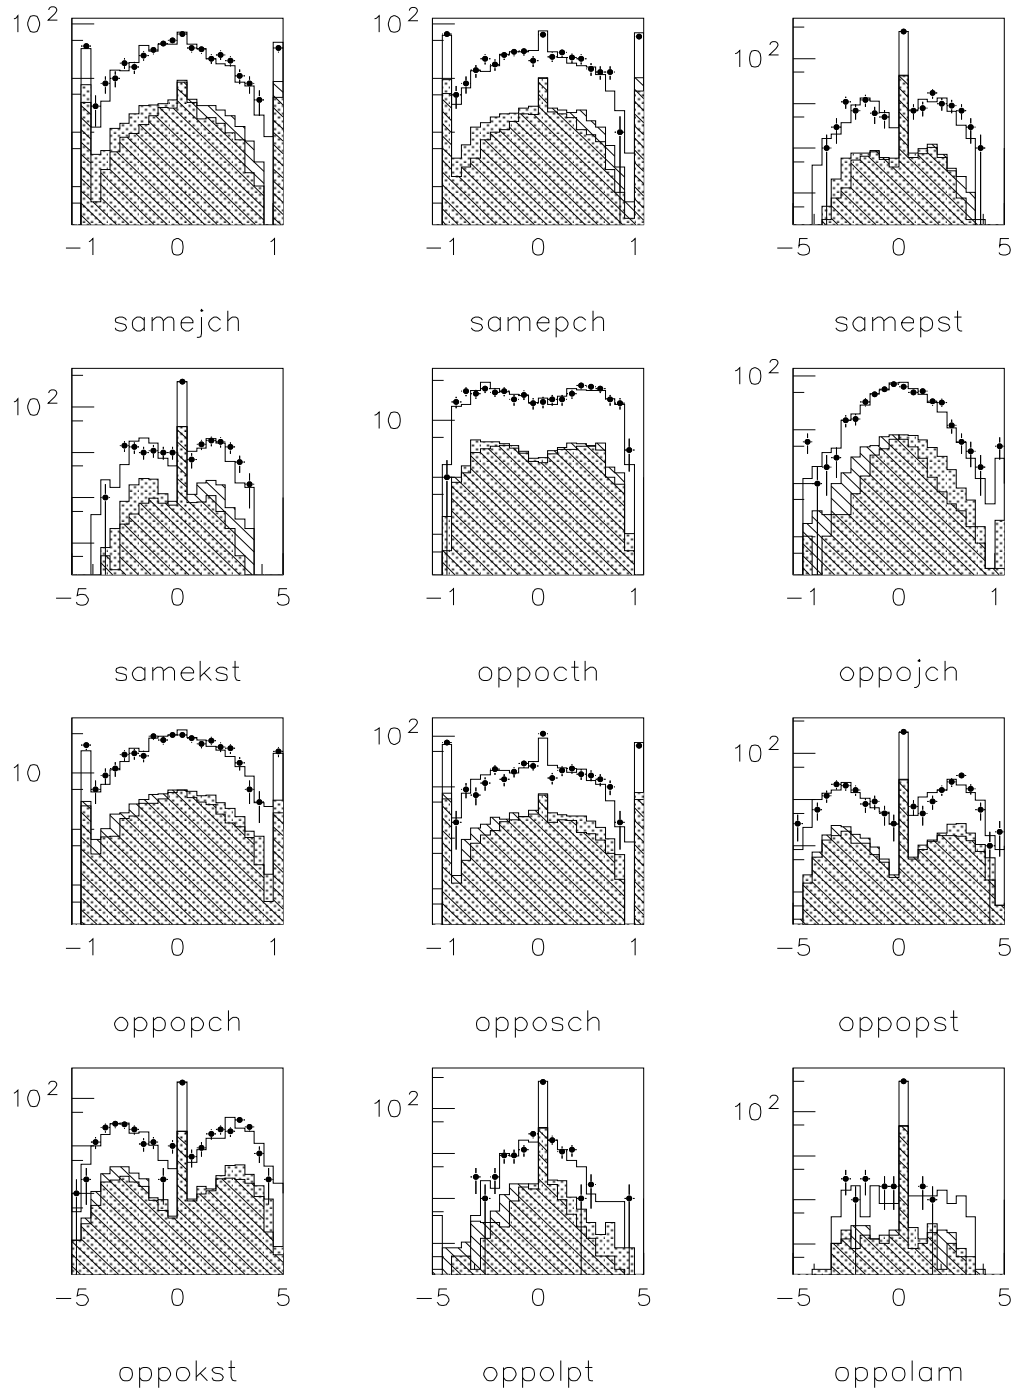 10² 10² 10²
−1 0 1 −1 0 1 −5 0 5
samejch samepch samepst
10² 10 10²
−5 0 5 −1 0 1 −1 0 1
samekst oppocth oppojch
10 10² 10²
−1 0 1 −1 0 1 −5 0 5
oppopch opposch oppopst
10² 10² 10²
−5 0 5 −5 0 5 −5 0 5
oppokst oppolpt oppolam